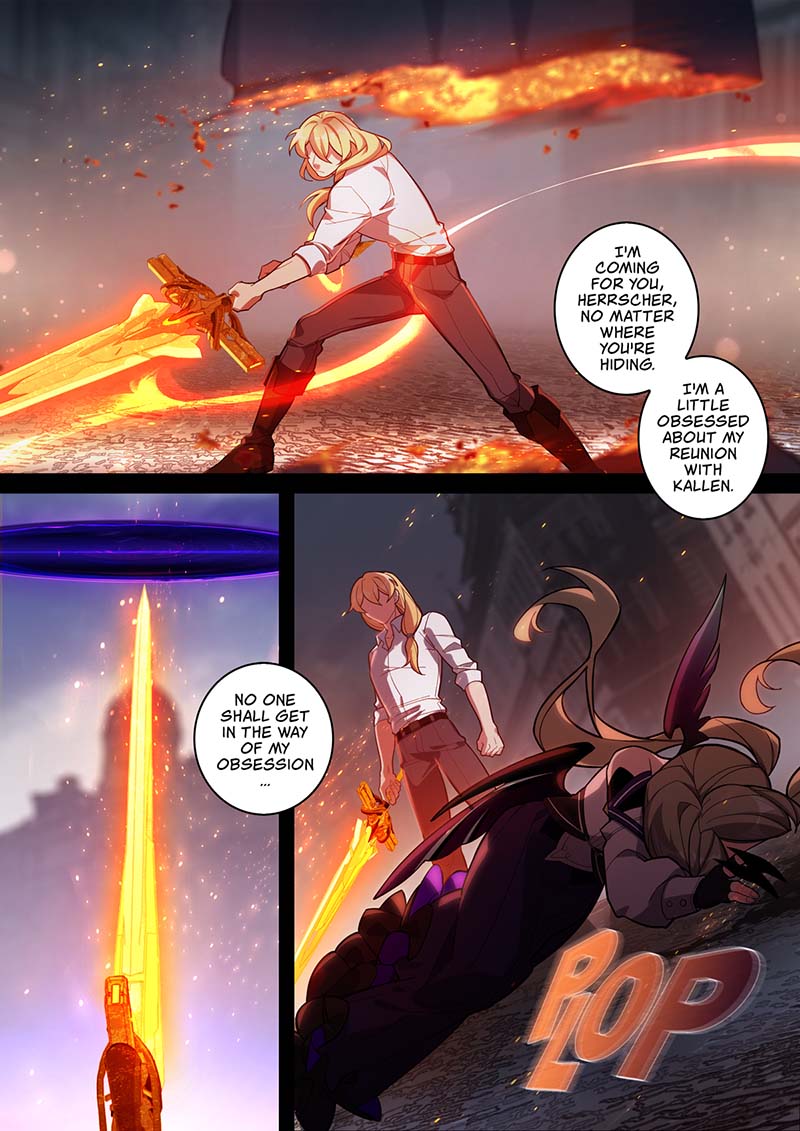 I'M
COMING
FOR YOU,
HERRSCHER,
NO MATTER
WHERE
YOU'RE
HIDING.
I'M A
LITTLE
OBSESSED
ABOUT MY
REUNION
WITH
KALLEN.
NO ONE
SHALL GET
IN THE WAY
OF MY
OBSESSION
...
PLOP